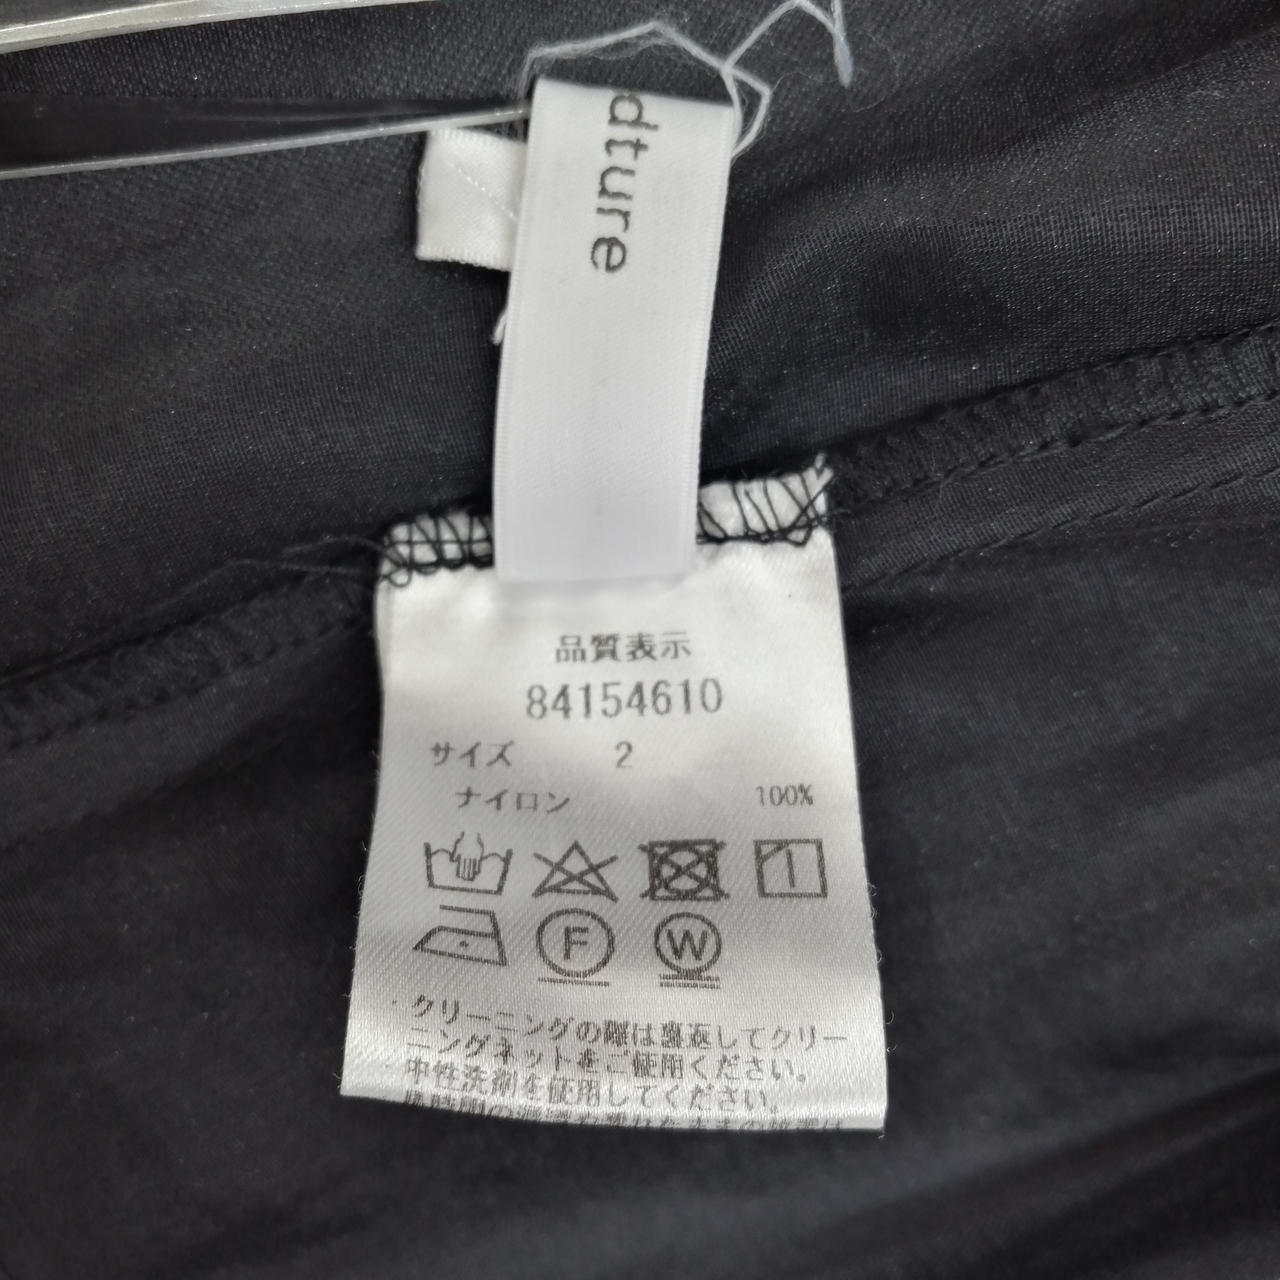 dture
品質表示
84154610
サイズ 2
ナイロン 100%
F W
クリーニングの際は裏返してクリー
ニングネットをご使用ください。
中性洗剤を使用してください。